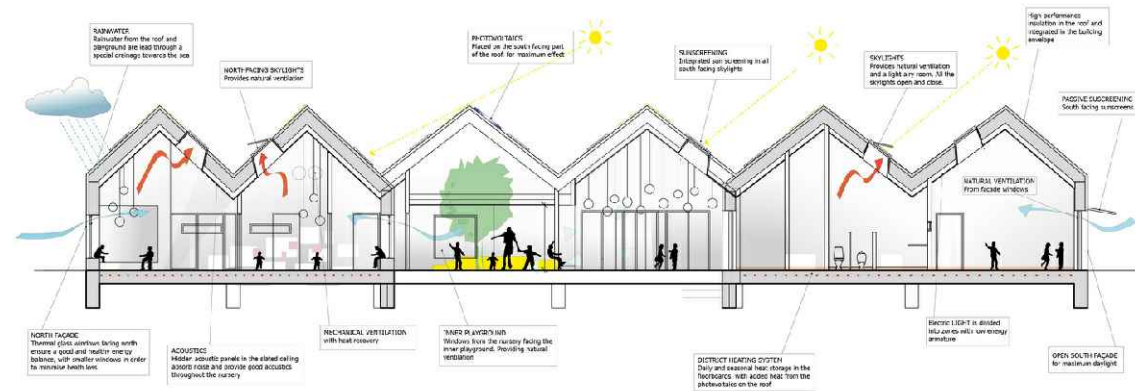 RAINWATER
Rainwater from the roof and
playground are lead through a
special drainage towards the sea
NORTH-FACING SKYLIGHTS
Provides natural ventilation
PHOTOVOLTAICS
Placed on the south facing part
of the roof for maximum effect
SUNSCREENING
Integrated sun screening in all
south facing skylights
SKYLIGHTS
Provides natural ventilation
and a light airy room. All the
skylights open and close.
High performance
insulation in the roof and
integrated in the building
envelope
PASSIVE SUSCREENING
South facing sunscreens
NATURAL VENTILATION
From facade windows
NORTH FAÇADE
Thermal glass windows facing north
ensure a good and healthy energy
balance, with smaller windows in order
to minimise heath loss
ACOUSTICS
Hidden acoustic panels in the slated ceiling
absorb noise and provide good acoustics
throughout the nursery
MECHANICAL VENTILATION
with heat recovery
INNER PLAYGROUND
Windows from the nursery facing the
inner playground. Providing natural
ventilation
DISTRICT HEATING SYSTEM
Daily and seasonal heat storage in the
floorboards, with added heat from the
photovoltaics on the roof
Electric LIGHT is divided
into zones with low energy
armature
OPEN SOUTH FAÇADE
for maximum daylight